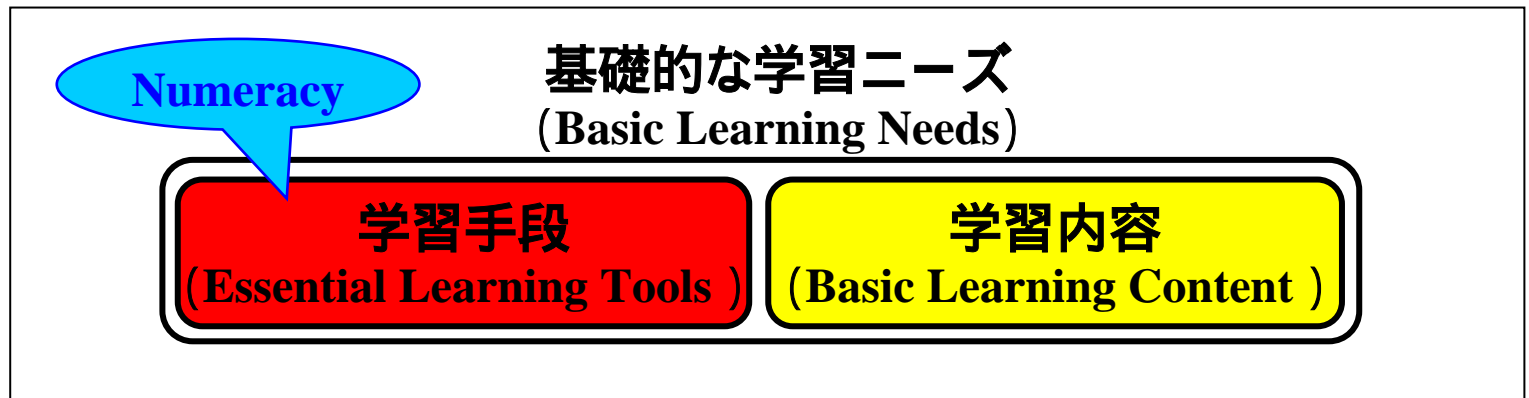 Numeracy
基礎的な学習ニーズ
(Basic Learning Needs)
学習手段
(Essential Learning Tools )
学習内容
(Basic Learning Content )